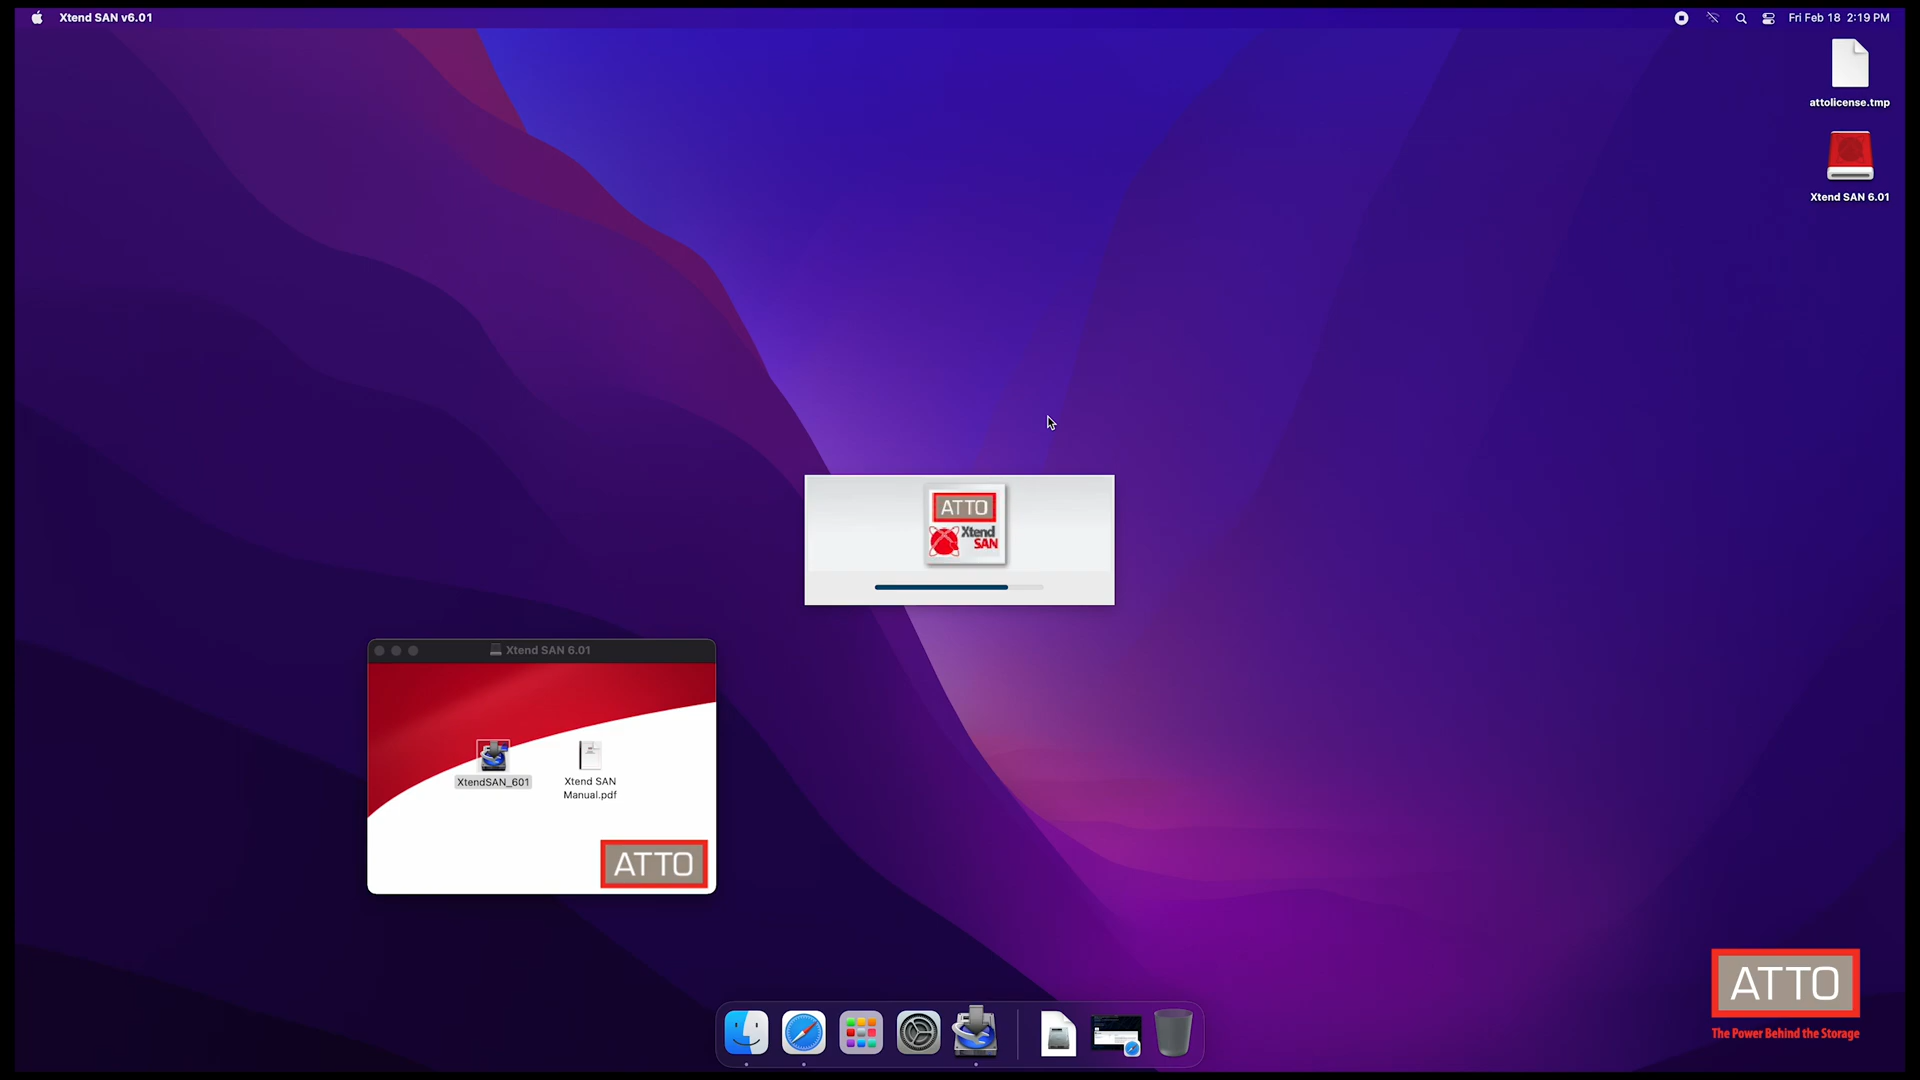 Xtend SAN v6.01
Fri Feb 18 2:19 PM
attolicense.tmp
Xtend SAN 6.01
ATTO
Xtend
SAN
Xtend SAN 6.01
XtendSAN_601
Xtend SAN
Manual.pdf
ATTO
ATTO
The Power Behind the Storage